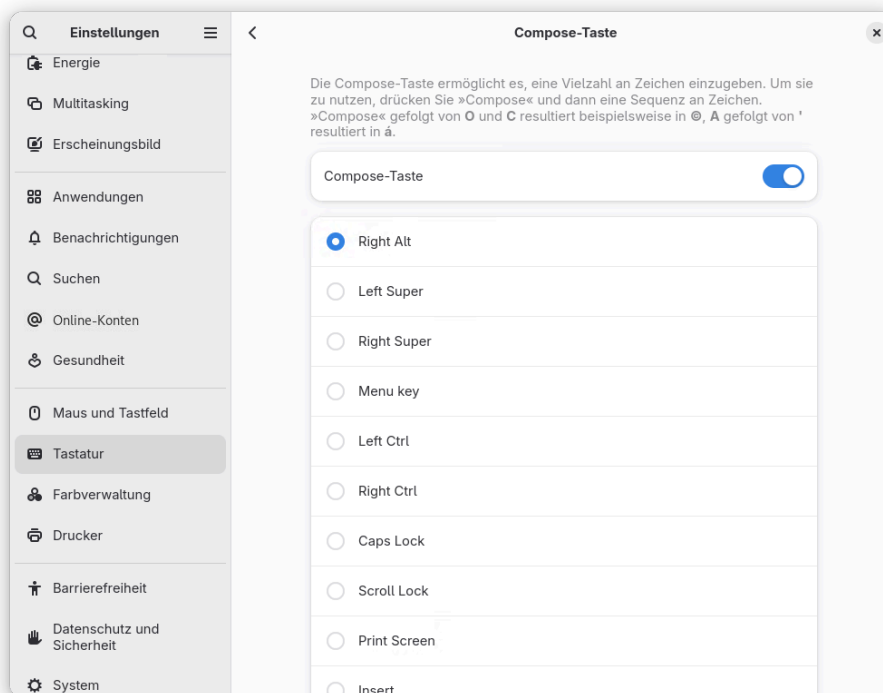 Einstellungen
Compose-Taste
Energie
Multitasking
Erscheinungsbild
Anwendungen
Benachrichtigungen
Suchen
Online-Konten
Gesundheit
Maus und Tastfeld
Tastatur
Farbverwaltung
Drucker
Barrierefreiheit
Datenschutz und
Sicherheit
System
Die Compose-Taste ermöglicht es, eine Vielzahl an Zeichen einzugeben. Um sie
zu nutzen, drücken Sie »Compose« und dann eine Sequenz an Zeichen.
»Compose« gefolgt von O und C resultiert beispielsweise in ©, A gefolgt von '
resultiert in á.
Compose-Taste
Right Alt
Left Super
Right Super
Menu key
Left Ctrl
Right Ctrl
Caps Lock
Scroll Lock
Print Screen
Insert